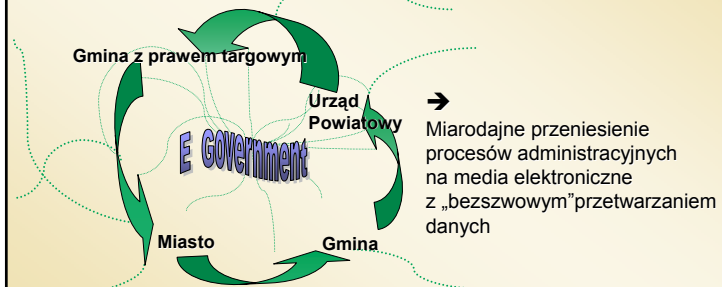 Gmina z prawem targowym
Urząd
Powiatowy
E Government
Miasto
Gmina
➔
Miarodajne przeniesienie
procesów administracyjnych
na media elektroniczne
z „bezszwowym”przetwarzaniem
danych